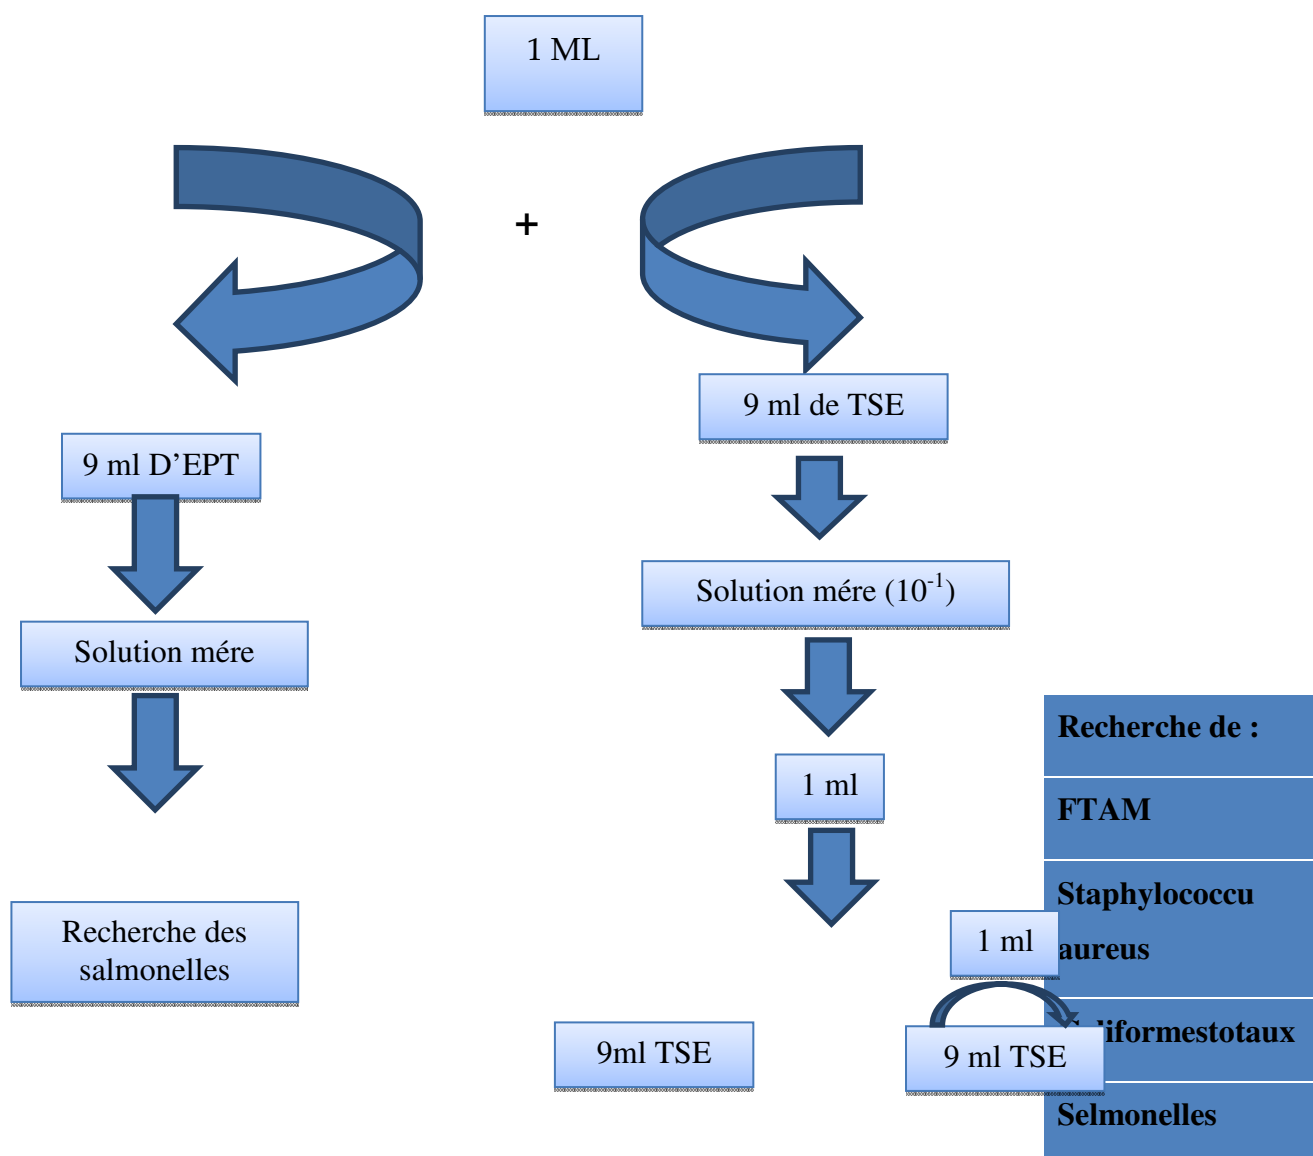 1 ML
+
9 ml de TSE
9 ml D’EPT
Solution mére (10-1)
Solution mére
1 ml
Recherche de :
FTAM
Staphylococcu
aureus
1 ml
Recherche des
salmonelles
9ml TSE
9 ml TSE
Selmonelles